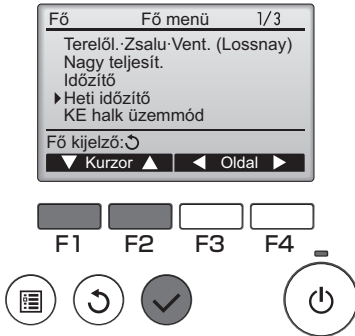 Fő Fő menü 1/3
Terelől.·Zsalu·Vent. (Lossnay)
Nagy teljesít.
Időzítő
Heti időzítő
KE halk üzemmód
Fő kijelző:
Kurzor Oldal
F1 F2 F3 F4